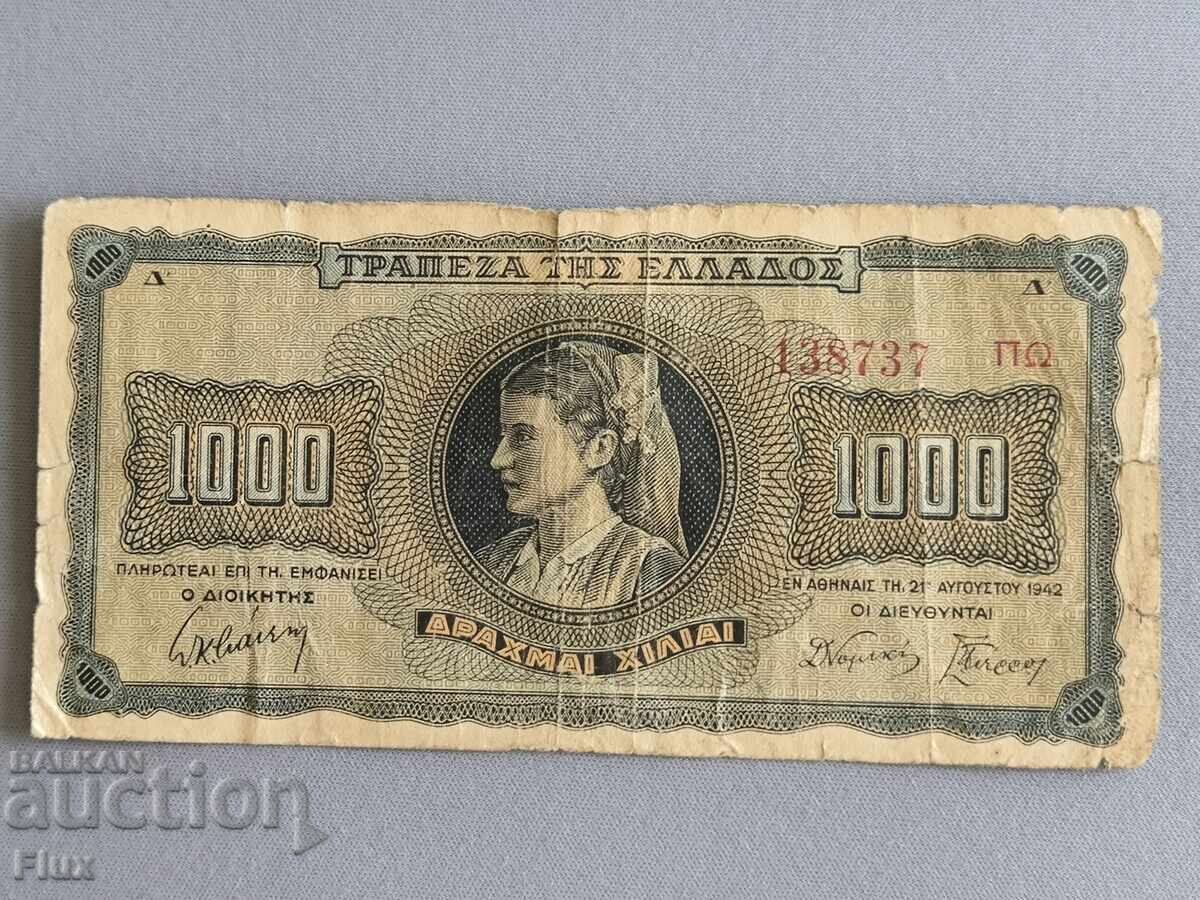 1000 1000
ΤΡΑΠΕΖΑ ΤΗΣ ΕΛΛΑΔΟΣ
Δ Δ
138737 ΠΩ
1000 1000
ΠΛΗΡΩΤΕΑΙ ΕΠΙ ΤΗ. ΕΜΦΑΝΙΣΕΙ
Ο ΔΙΟΙΚΗΤΗΣ
ΕΝ ΑΘΗΝΑΙΣ ΤΗ. 21ῃ ΑΥΓΟΥΣΤΟΥ 1942
ΟΙ ΔΙΕΥΘΥΝΤΑΙ
ΔΡΑΧΜΑΙ ΧΙΛΙΑΙ
1000 1000
BALKAN
auction
Flux